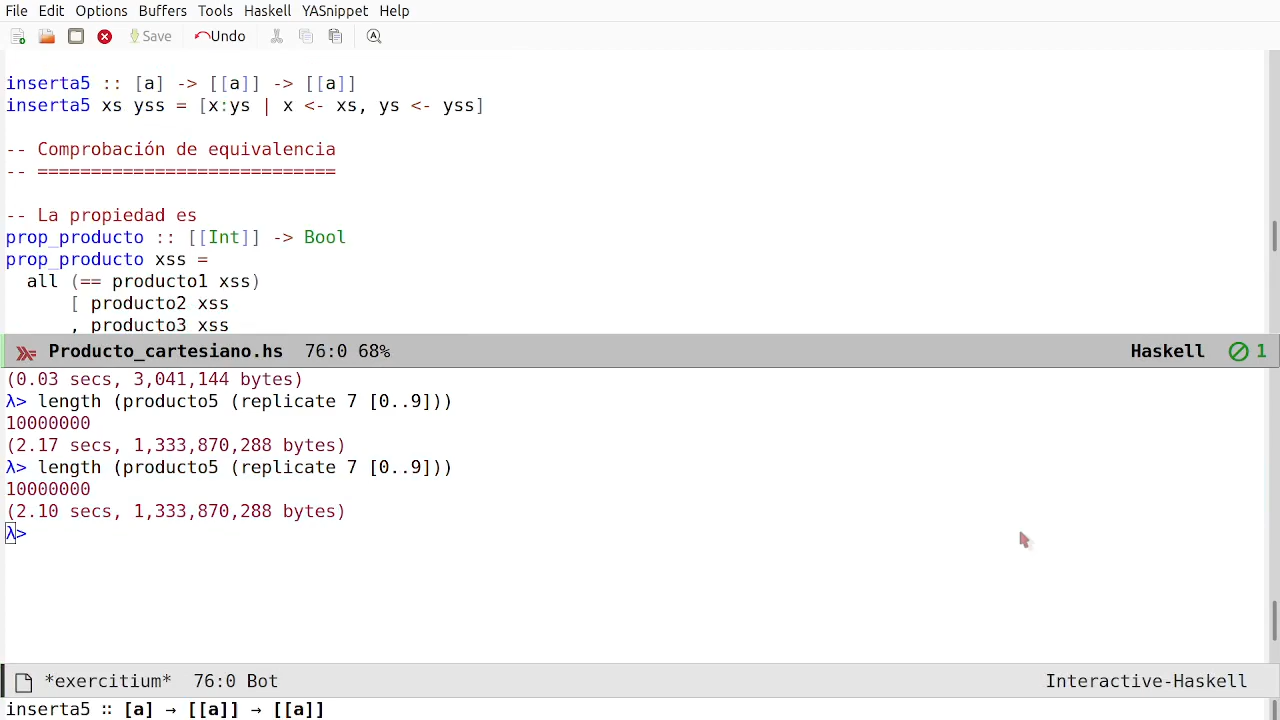 File Edit Options Buffers Tools Haskell YASnippet Help
Save Undo
inserta5 :: [a] -> [[a]] -> [[a]]
inserta5 xs yss = [x:ys | x <- xs, ys <- yss]
-- Comprobación de equivalencia
-- ============================
-- La propiedad es
prop_producto :: [[Int]] -> Bool
prop_producto xss =
  all (== producto1 xss)
      [ producto2 xss
      , producto3 xss
Producto_cartesiano.hs 76:0 68% Haskell 1
(0.03 secs, 3,041,144 bytes)
λ> length (producto5 (replicate 7 [0..9]))
10000000
(2.17 secs, 1,333,870,288 bytes)
λ> length (producto5 (replicate 7 [0..9]))
10000000
(2.10 secs, 1,333,870,288 bytes)
λ>
*exercitium* 76:0 Bot Interactive-Haskell
inserta5 ∷ [a] → [[a]] → [[a]]